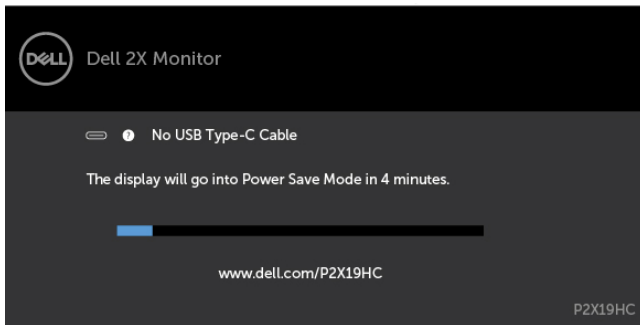 DELL Dell 2X Monitor
? No USB Type-C Cable
The display will go into Power Save Mode in 4 minutes.
www.dell.com/P2X19HC
P2X19HC